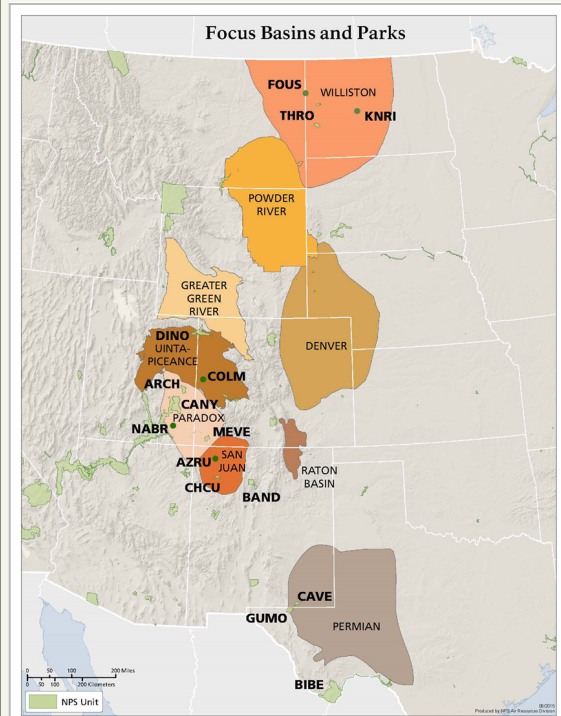 Focus Basins and Parks
FOUS
WILLISTON
THRO
KNRI
POWDER
RIVER
GREATER
GREEN
RIVER
DINO
UINTA-
PICEANCE
DENVER
COLM
ARCH
CANY
PARADOX
NABR
MEVE
AZRU
SAN
JUAN
RATON
BASIN
CHCU
BAND
CAVE
GUMO
PERMIAN
BIBE
0 50 100 200 Miles
0 50 100 200 Kilometers
NPS Unit
08/2015
Produced by NPS Air Resources Division